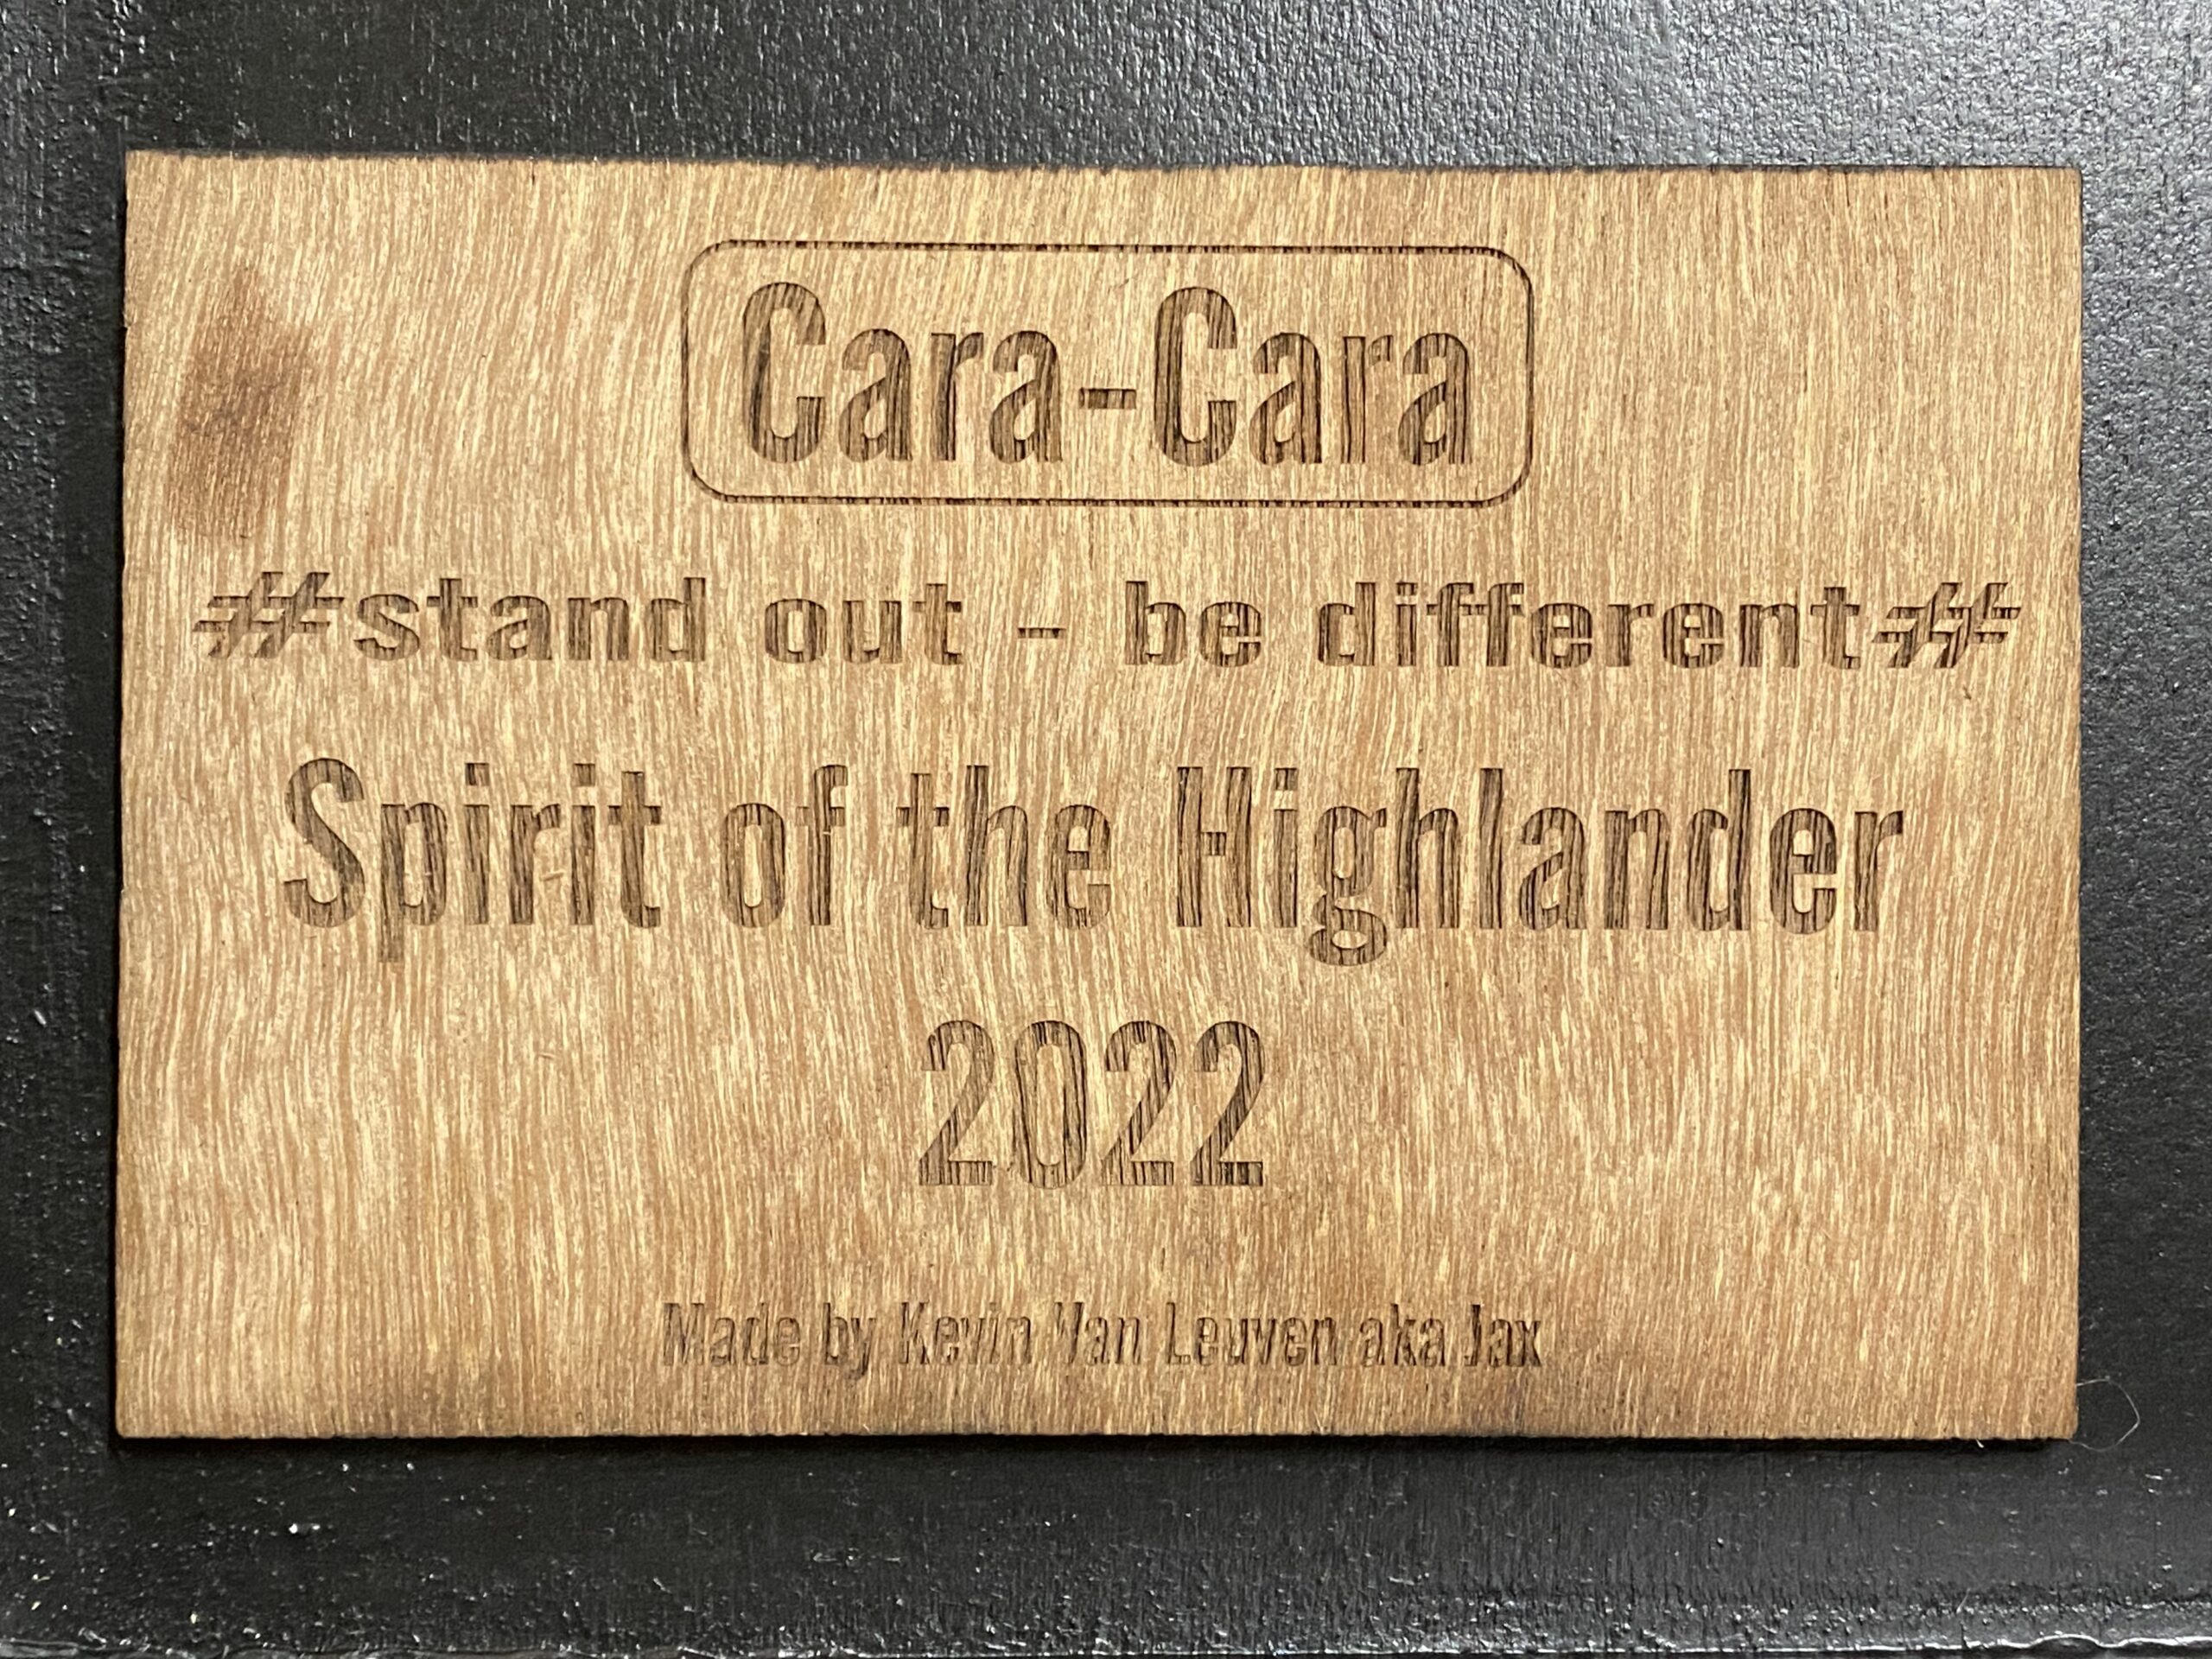 Cara-Cara
#stand out - be different#
Spirit of the Highlander
2022
Made by Kevin Van Leuven aka Jax